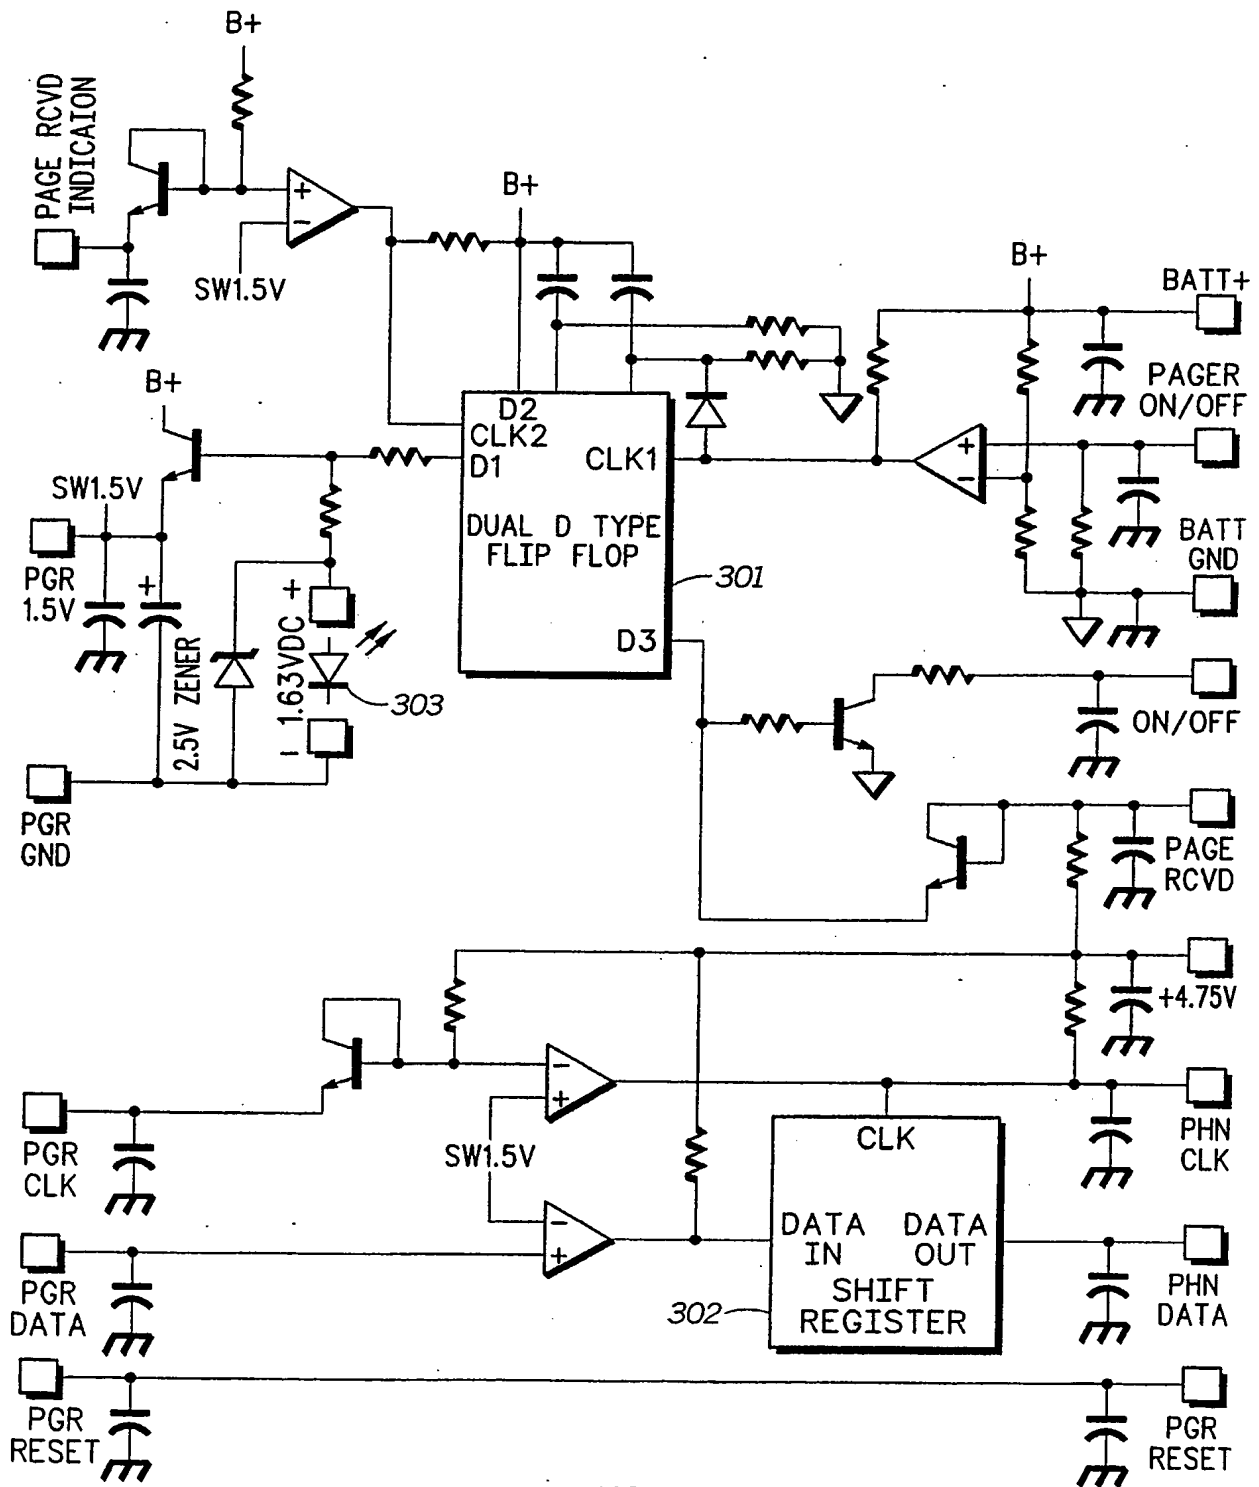 B+
PAGE RCVD
INDICAION
+
−
SW1.5V
B+
B+
BATT+
PAGER
ON/OFF
B+
SW1.5V
PGR
1.5V
+
2.5V ZENER
− 1.63VDC +
303
PGR
GND
D2
CLK2
D1
CLK1
DUAL D TYPE
FLIP FLOP
D3
301
+
−
BATT
GND
ON/OFF
PAGE
RCVD
+4.75V
−
+
SW1.5V
−
+
PGR
CLK
PHN
CLK
CLK
DATA
IN
DATA
OUT
SHIFT
REGISTER
302
PGR
DATA
PHN
DATA
PGR
RESET
PGR
RESET